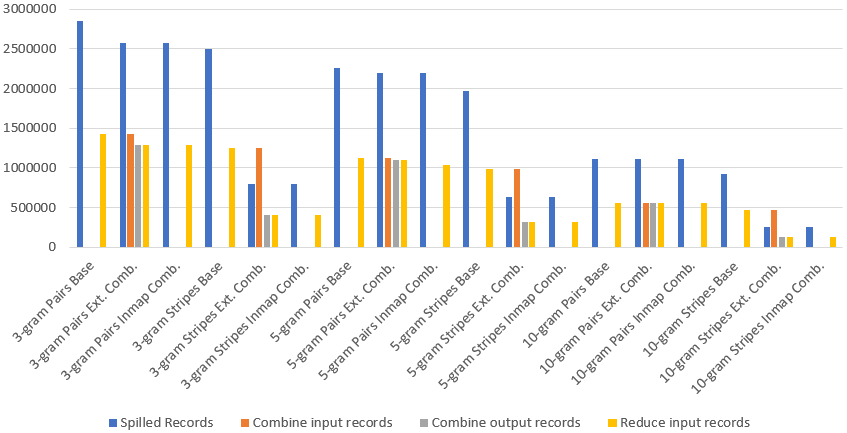 3000000
2500000
2000000
1500000
1000000
500000
0
3-gram Pairs Base
3-gram Pairs Ext. Comb.
3-gram Pairs Inmap Comb.
3-gram Stripes Base
3-gram Stripes Ext. Comb.
3-gram Stripes Inmap Comb.
5-gram Pairs Base
5-gram Pairs Ext. Comb.
5-gram Pairs Inmap Comb.
5-gram Stripes Base
5-gram Stripes Ext. Comb.
5-gram Stripes Inmap Comb.
10-gram Pairs Base
10-gram Pairs Ext. Comb.
10-gram Pairs Inmap Comb.
10-gram Stripes Base
10-gram Stripes Ext. Comb.
10-gram Stripes Inmap Comb.
Spilled Records
Combine input records
Combine output records
Reduce input records